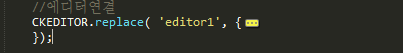 //에디터연결
CKEDITOR.replace( 'editor1', {
});